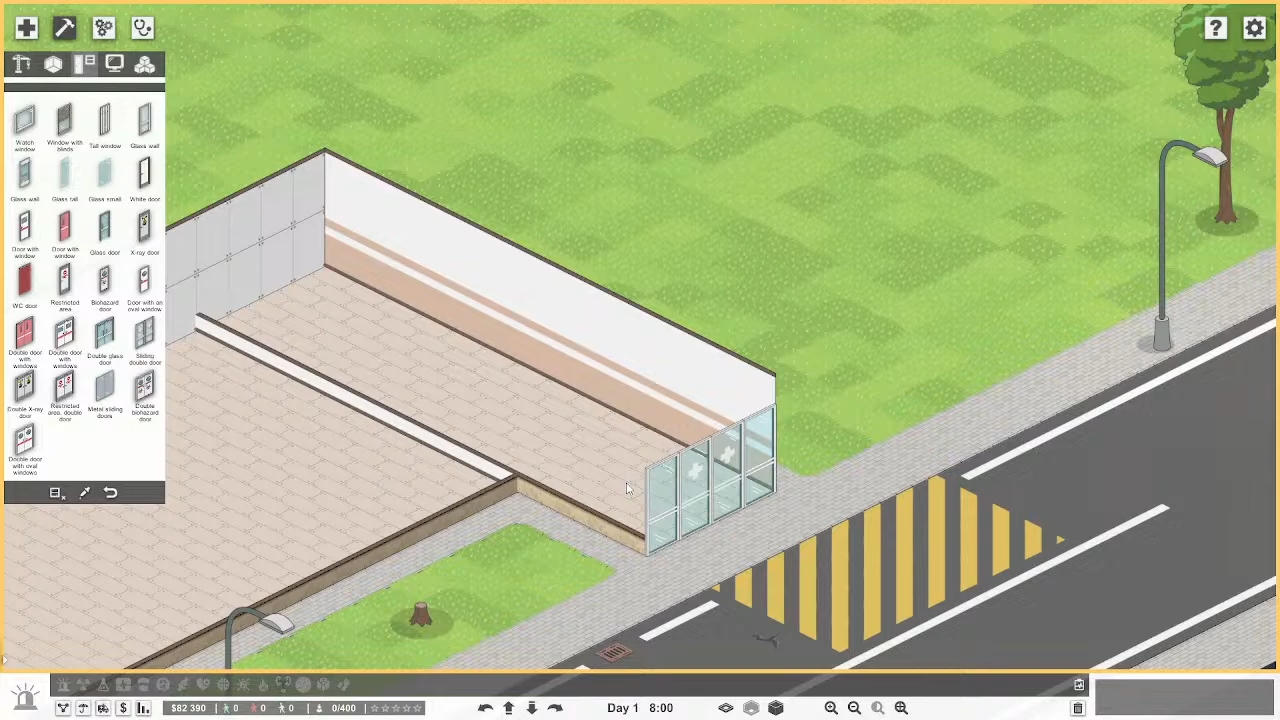 ?
Watch window
Window with blinds
Tall window
Glass wall
Glass wall
Glass tall
Glass small
White door
Door with window
Door with window
Glass door
X-ray door
WC door
Restricted area
Biohazard door
Door with an oval window
Double door with windows
Double door with windows
Double glass door
Sliding double door
Double X-ray door
Restricted area, double door
Metal sliding doors
Double biohazard door
Double door with oval windows
$
$82 390
0
0
0
0/400
Day 1 8:00